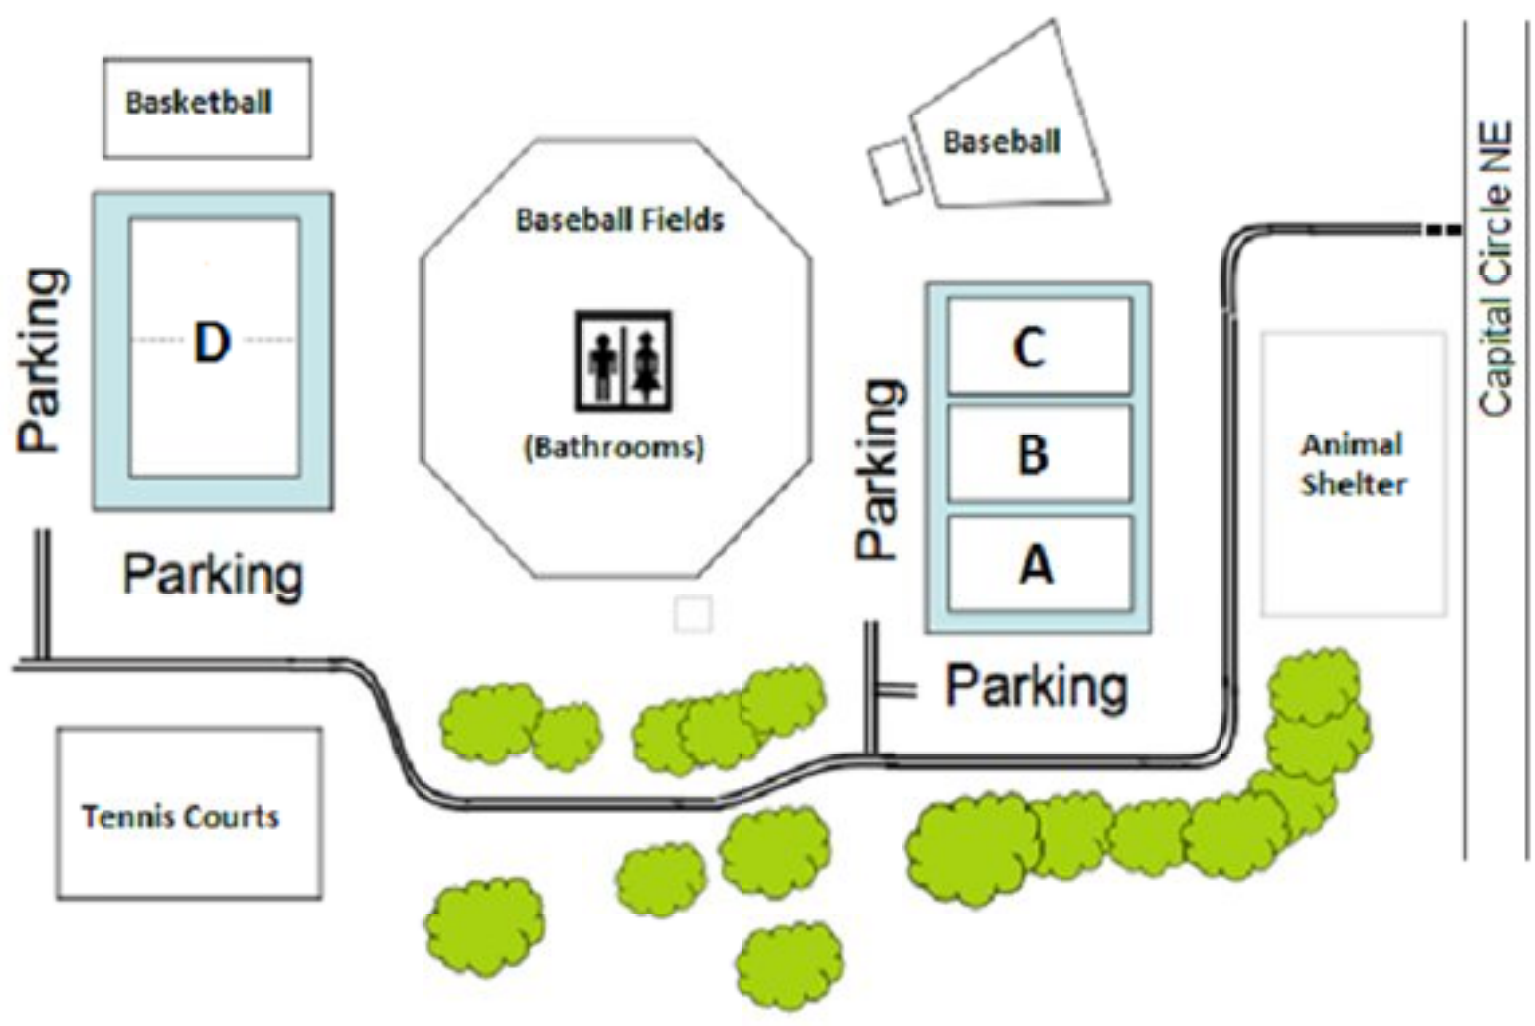 Basketball
Baseball
Baseball Fields
Capital Circle NE
Parking
D
C
(Bathrooms)
Parking
B
Animal
Shelter
A
Parking
Parking
Tennis Courts